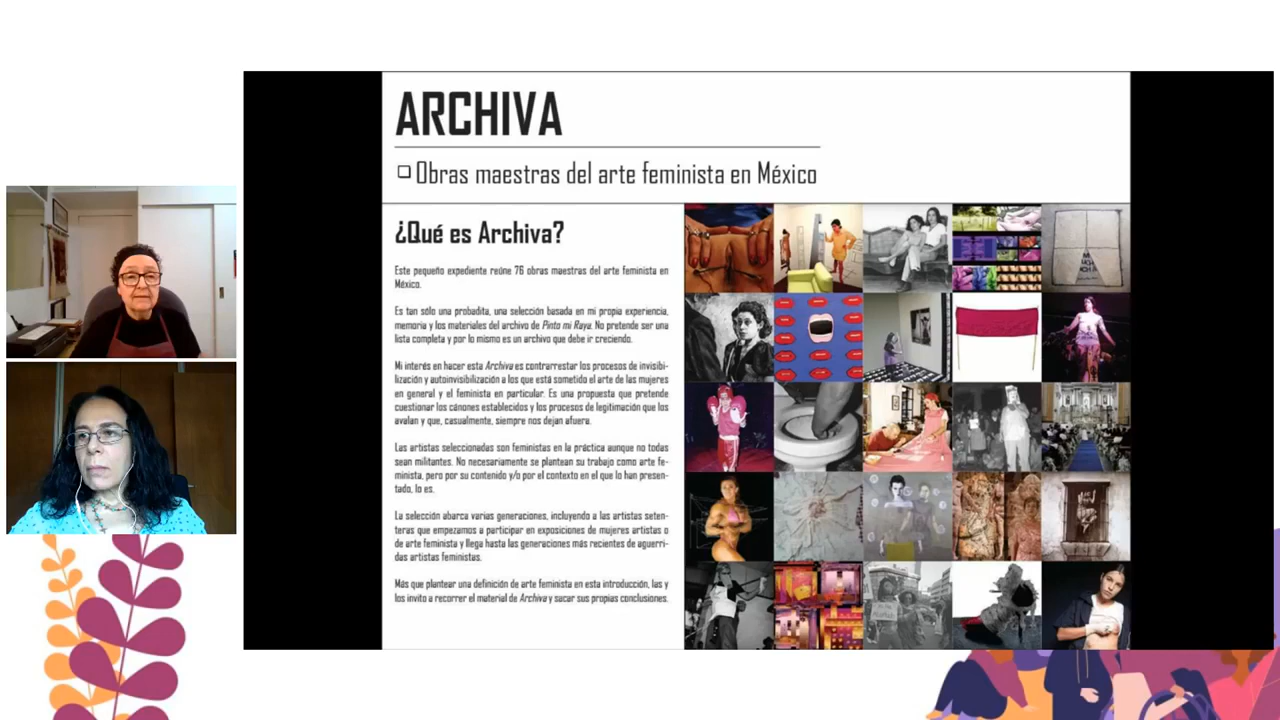 ARCHIVA
❑ Obras maestras del arte feminista en México
¿Qué es Archiva?
Este pequeño expediente reúne 76 obras maestras del arte feminista en
México.
Es tan sólo una probadita, una selección basada en mi propia experiencia,
memoria y los materiales del archivo de Pinto mi Raya. No pretende ser una
lista completa y por lo mismo es un archivo que debe ir creciendo.
Mi interés en hacer esta Archiva es contrarrestar los procesos de invisibi-
lización y autoinvisibilización a los que está sometido el arte de las mujeres
en general y el feminista en particular. Es una propuesta que pretende
cuestionar los cánones establecidos y los procesos de legitimación que los
avalan y que, casualmente, siempre nos dejan afuera.
Las artistas seleccionadas son feministas en la práctica aunque no todas
sean militantes. No necesariamente se plantean su trabajo como arte fe-
minista, pero por su contenido y/o por el contexto en el que lo han presen-
tado, lo es.
La selección abarca varias generaciones, incluyendo a las artistas seten-
teras que empezamos a participar en exposiciones de mujeres artistas o
de arte feminista y llega hasta las generaciones más recientes de aguerri-
das artistas feministas.
Más que plantear una definición de arte feminista en esta introducción, las y
los invito a recorrer el material de Archiva y sacar sus propias conclusiones.